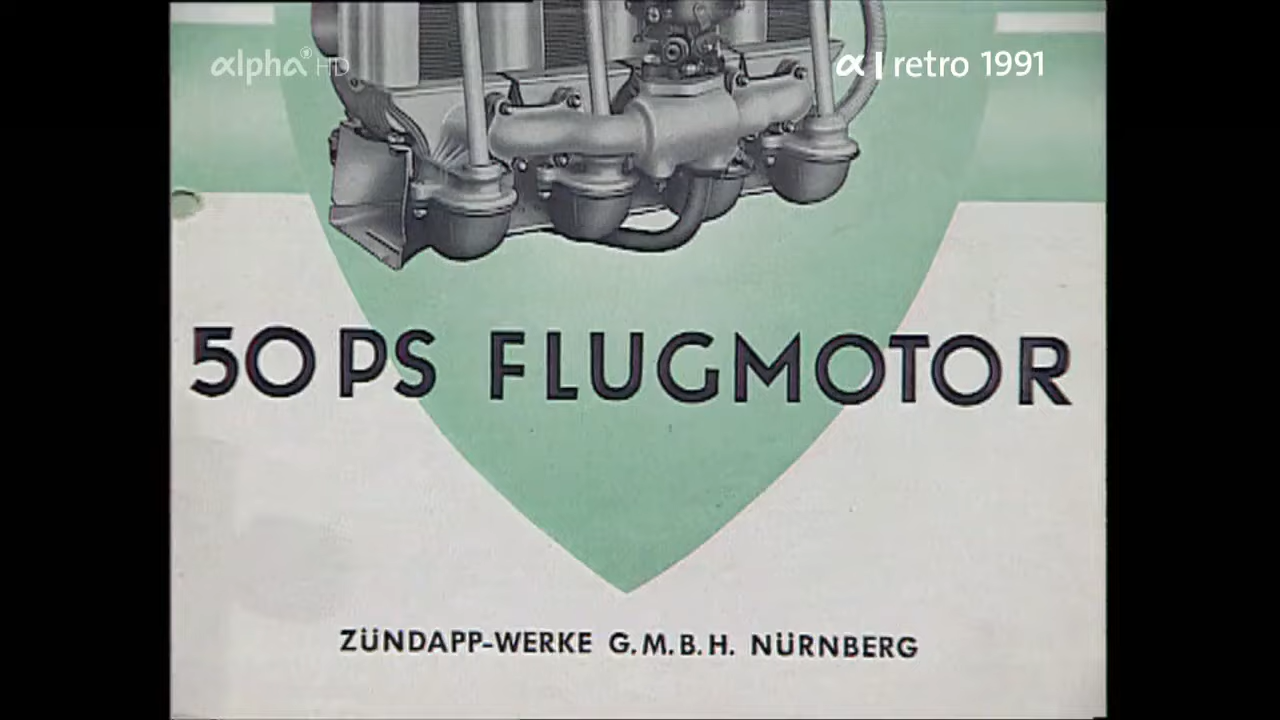 alpha HD
α | retro 1991
50 PS FLUGMOTOR
ZÜNDAPP-WERKE G.M.B.H. NÜRNBERG